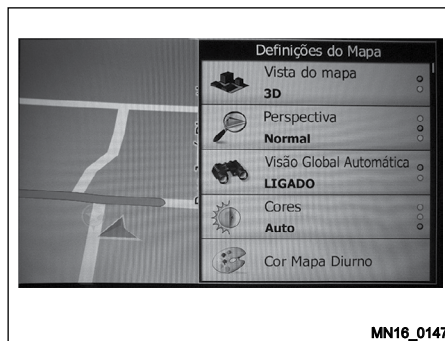 Definições do Mapa
Vista do mapa
3D
Perspectiva
Normal
Visão Global Automática
LIGADO
Cores
Auto
Cor Mapa Diurno
MN16_0147